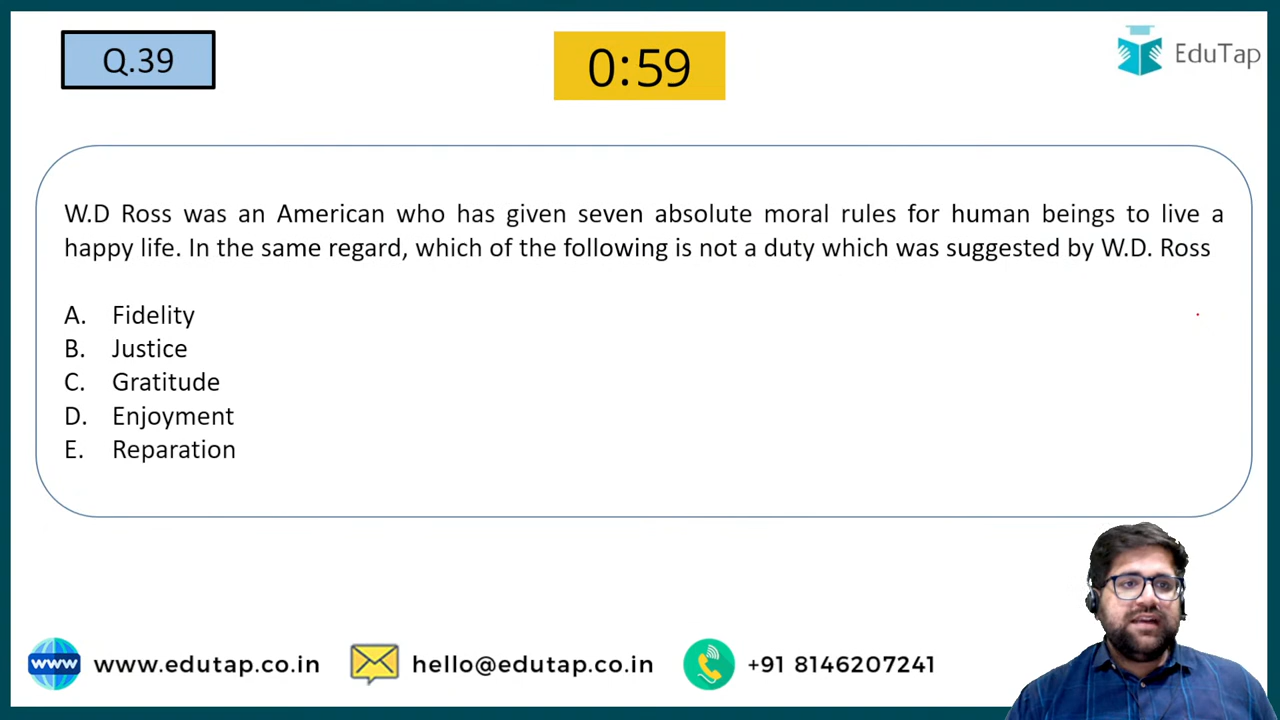 Q.39
0:59
EduTap
W.D Ross was an American who has given seven absolute moral rules for human beings to live a
happy life. In the same regard, which of the following is not a duty which was suggested by W.D. Ross
A. Fidelity
B. Justice
C. Gratitude
D. Enjoyment
E. Reparation
www www.edutap.co.in hello@edutap.co.in +91 8146207241